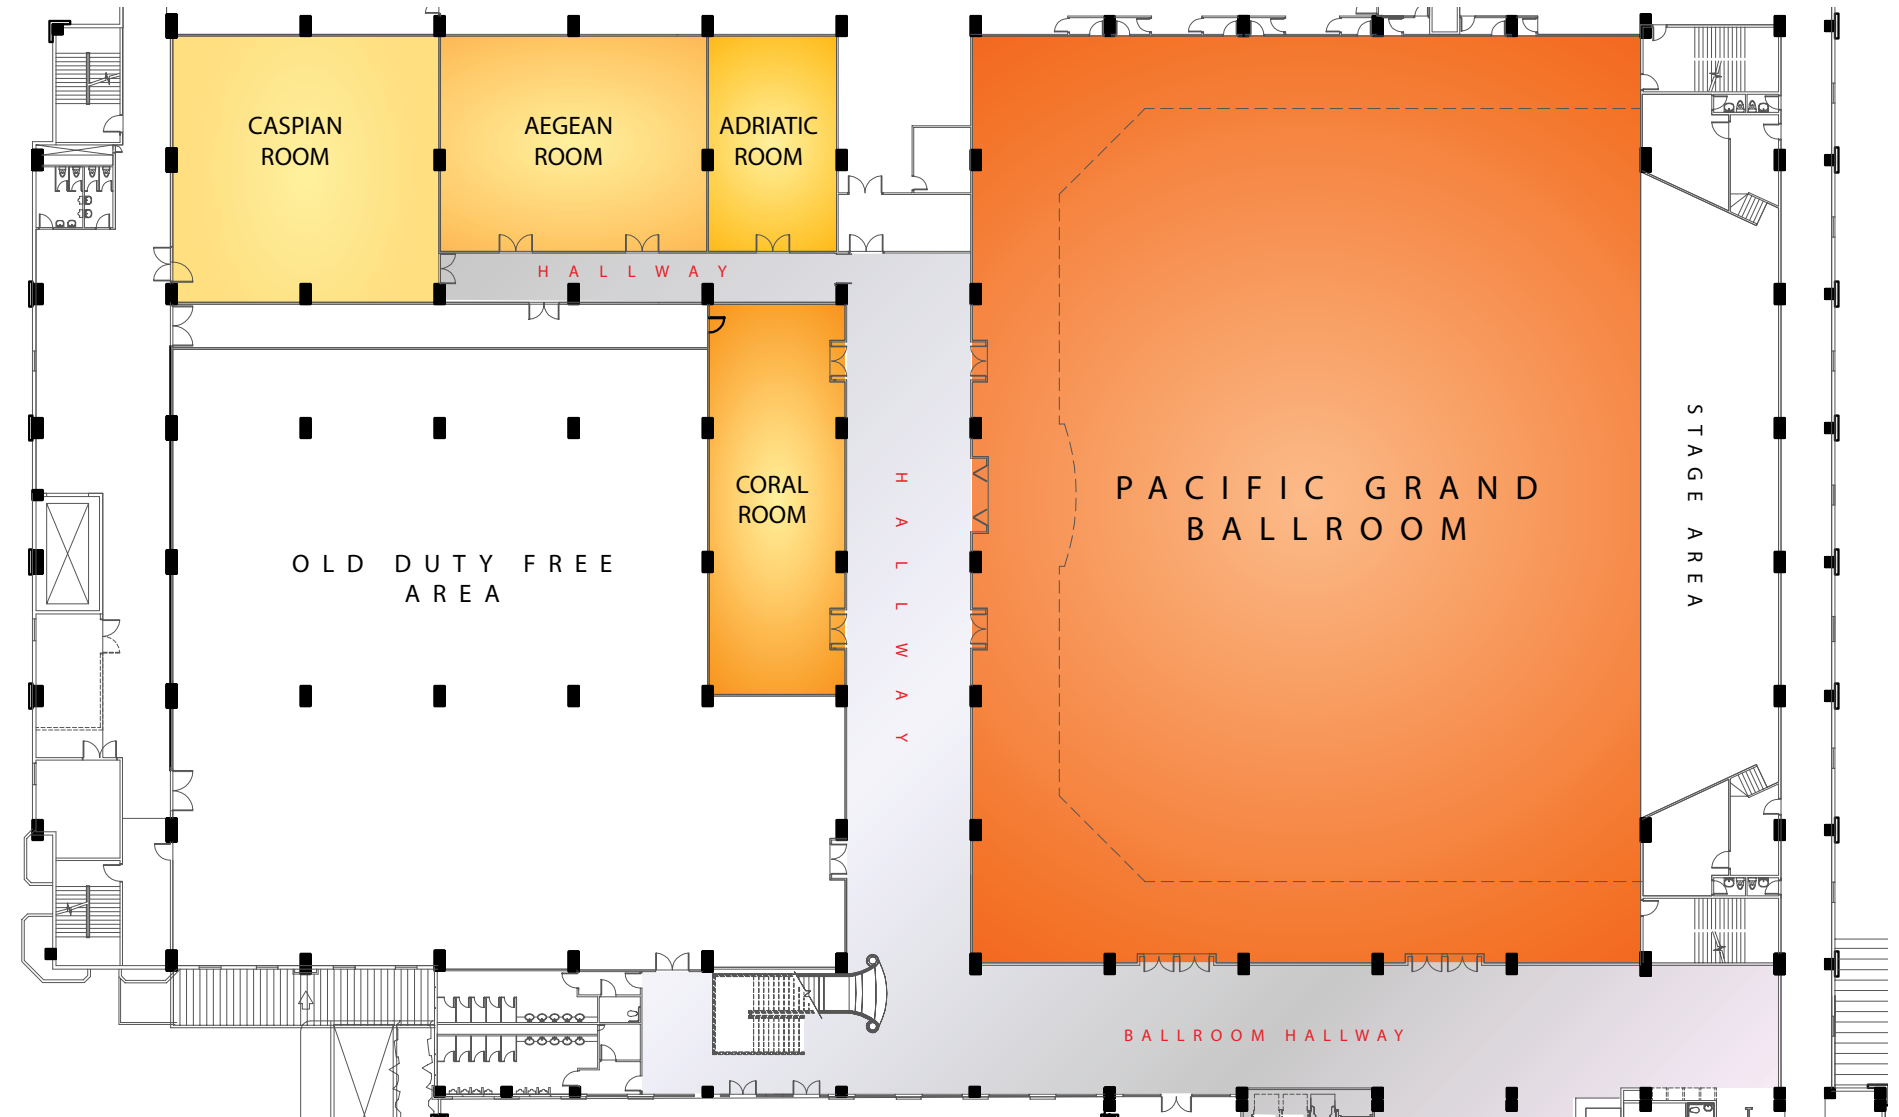 CASPIAN
ROOM
AEGEAN
ROOM
ADRIATIC
ROOM
HALLWAY
CORAL
ROOM
HALLWAY
OLD DUTY FREE
AREA
PACIFIC GRAND
BALLROOM
STAGE AREA
BALLROOM HALLWAY